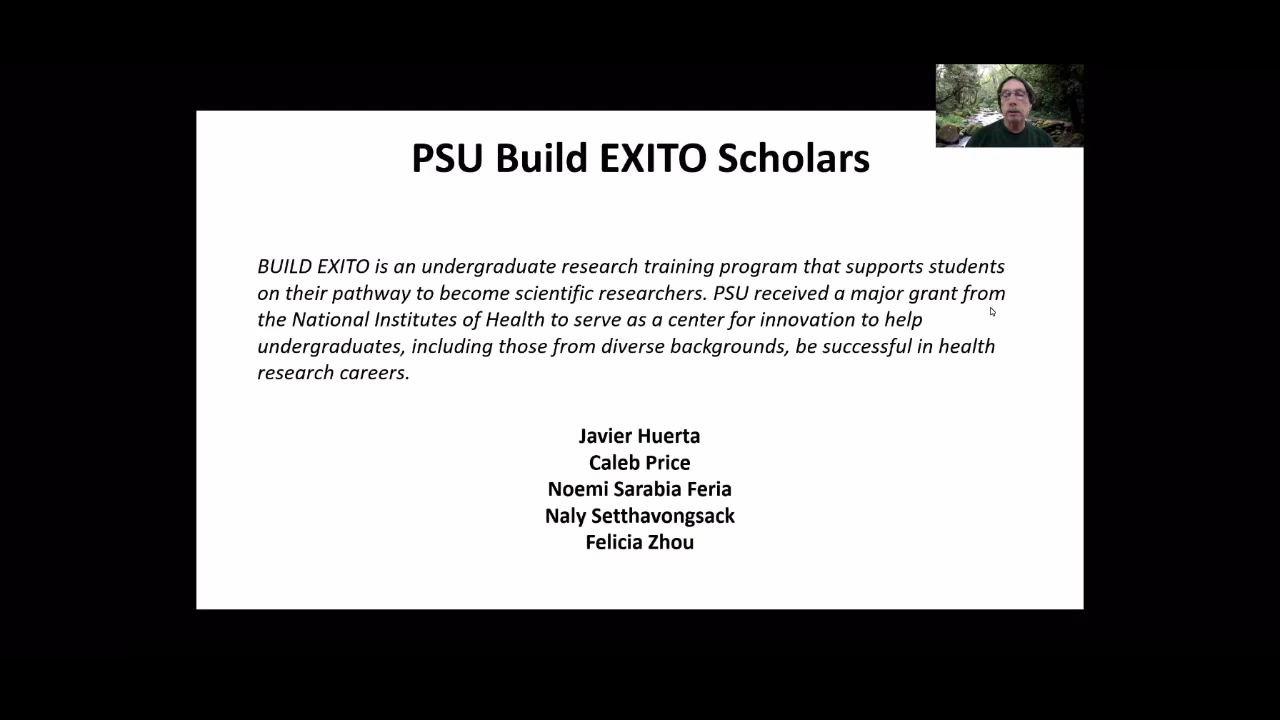 PSU Build EXITO Scholars
BUILD EXITO is an undergraduate research training program that supports students
on their pathway to become scientific researchers. PSU received a major grant from
the National Institutes of Health to serve as a center for innovation to help
undergraduates, including those from diverse backgrounds, be successful in health
research careers.
Javier Huerta
Caleb Price
Noemi Sarabia Feria
Naly Setthavongsack
Felicia Zhou